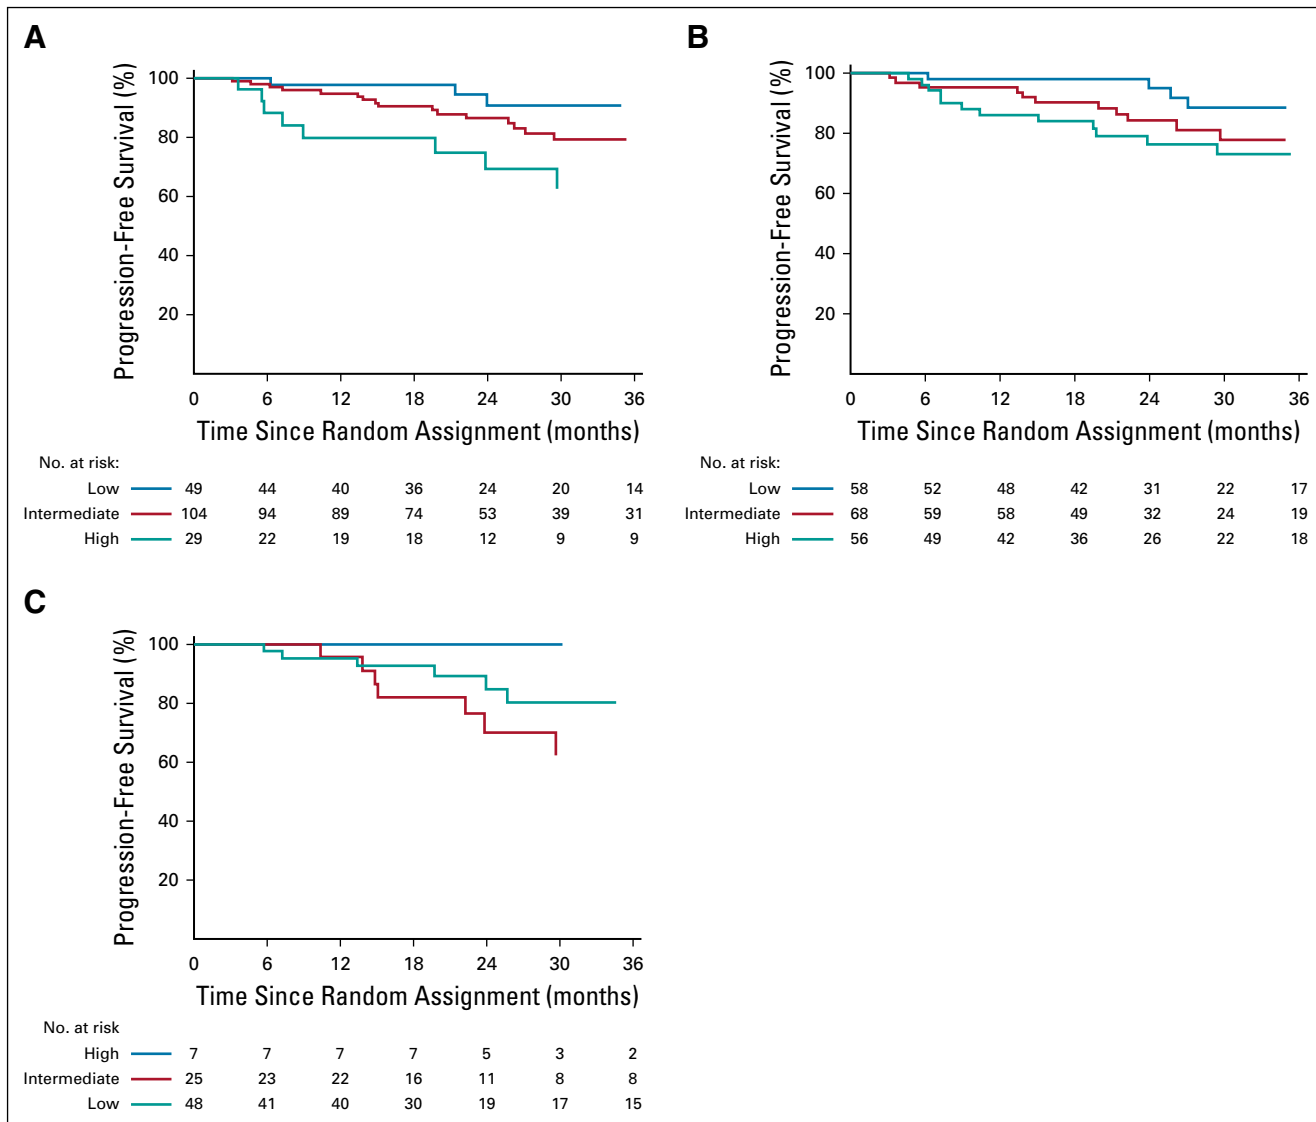 A
Progression-Free Survival (%)
100
80
60
40
20
0 6 12 18 24 30 36
Time Since Random Assignment (months)
No. at risk:
Low 49 44 40 36 24 20 14
Intermediate 104 94 89 74 53 39 31
High 29 22 19 18 12 9 9
B
Progression-Free Survival (%)
100
80
60
40
20
0 6 12 18 24 30 36
Time Since Random Assignment (months)
No. at risk:
Low 58 52 48 42 31 22 17
Intermediate 68 59 58 49 32 24 19
High 56 49 42 36 26 22 18
C
Progression-Free Survival (%)
100
80
60
40
20
0 6 12 18 24 30 36
Time Since Random Assignment (months)
No. at risk
High 7 7 7 7 5 3 2
Intermediate 25 23 22 16 11 8 8
Low 48 41 40 30 19 17 15